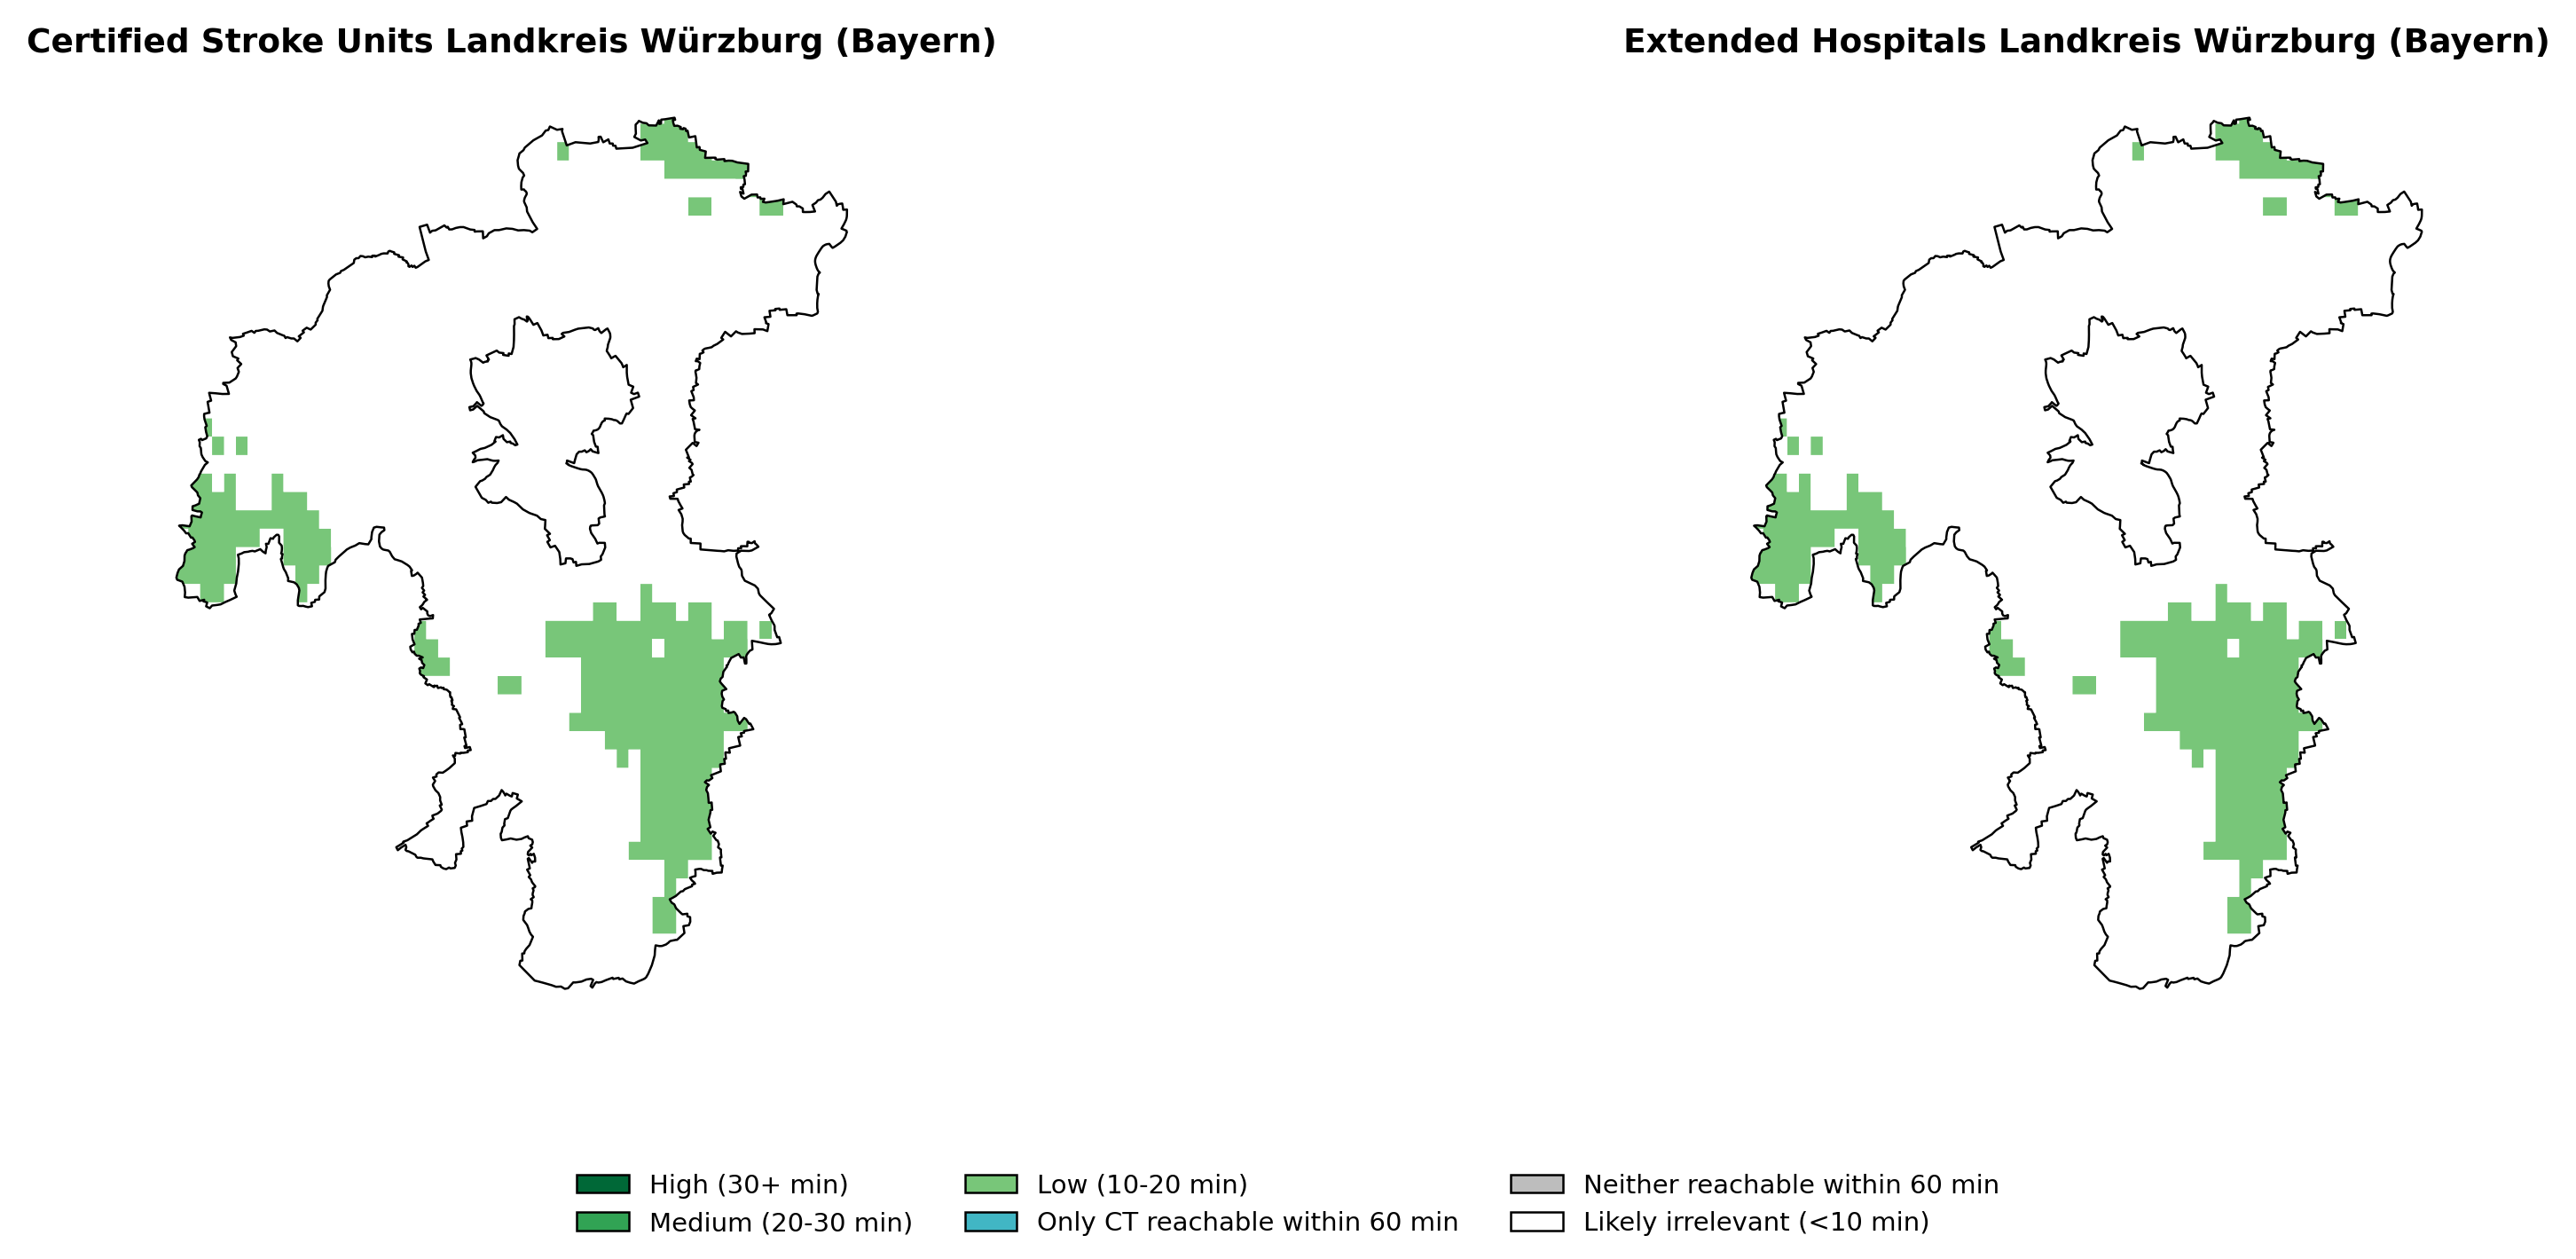 Certified Stroke Units Landkreis Würzburg (Bayern)
Extended Hospitals Landkreis Würzburg (Bayern)
High (30+ min)
Medium (20-30 min)
Low (10-20 min)
Only CT reachable within 60 min
Neither reachable within 60 min
Likely irrelevant (<10 min)